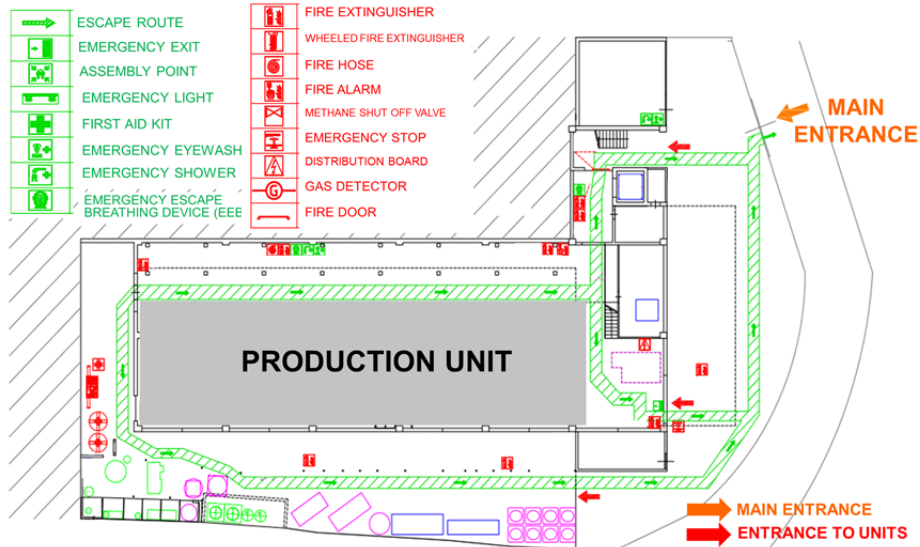 ESCAPE ROUTE
EMERGENCY EXIT
ASSEMBLY POINT
EMERGENCY LIGHT
FIRST AID KIT
EMERGENCY EYEWASH
EMERGENCY SHOWER
EMERGENCY ESCAPE
BREATHING DEVICE (EEE
FIRE EXTINGUISHER
WHEELED FIRE EXTINGUISHER
FIRE HOSE
FIRE ALARM
METHANE SHUT OFF VALVE
EMERGENCY STOP
DISTRIBUTION BOARD
G
GAS DETECTOR
FIRE DOOR
MAIN
ENTRANCE
PRODUCTION UNIT
MAIN ENTRANCE
ENTRANCE TO UNITS